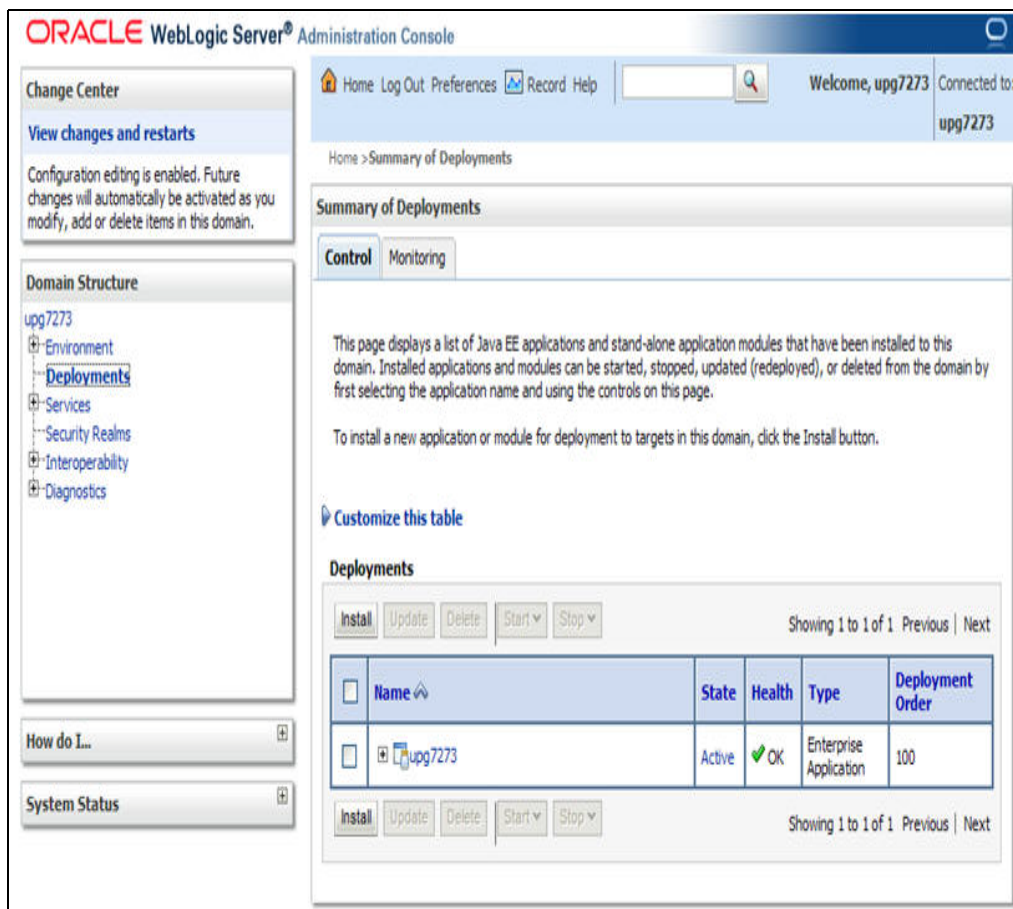 ORACLE WebLogic Server® Administration Console
Change Center
View changes and restarts
Configuration editing is enabled. Future
changes will automatically be activated as you
modify, add or delete items in this domain.
Domain Structure
upg7273
Environment
Deployments
Services
Security Realms
Interoperability
Diagnostics
How do I...
System Status
Home Log Out Preferences Record Help
Welcome, upg7273
Connected to:
upg7273
Home >Summary of Deployments
Summary of Deployments
Control Monitoring
This page displays a list of Java EE applications and stand-alone application modules that have been installed to this
domain. Installed applications and modules can be started, stopped, updated (redeployed), or deleted from the domain by
first selecting the application name and using the controls on this page.
To install a new application or module for deployment to targets in this domain, click the Install button.
Customize this table
Deployments
Install Update Delete Start Stop Showing 1 to 1 of 1 Previous | Next
Name State Health Type Deployment
Order
upg7273 Active OK Enterprise
Application 100
Install Update Delete Start Stop Showing 1 to 1 of 1 Previous | Next